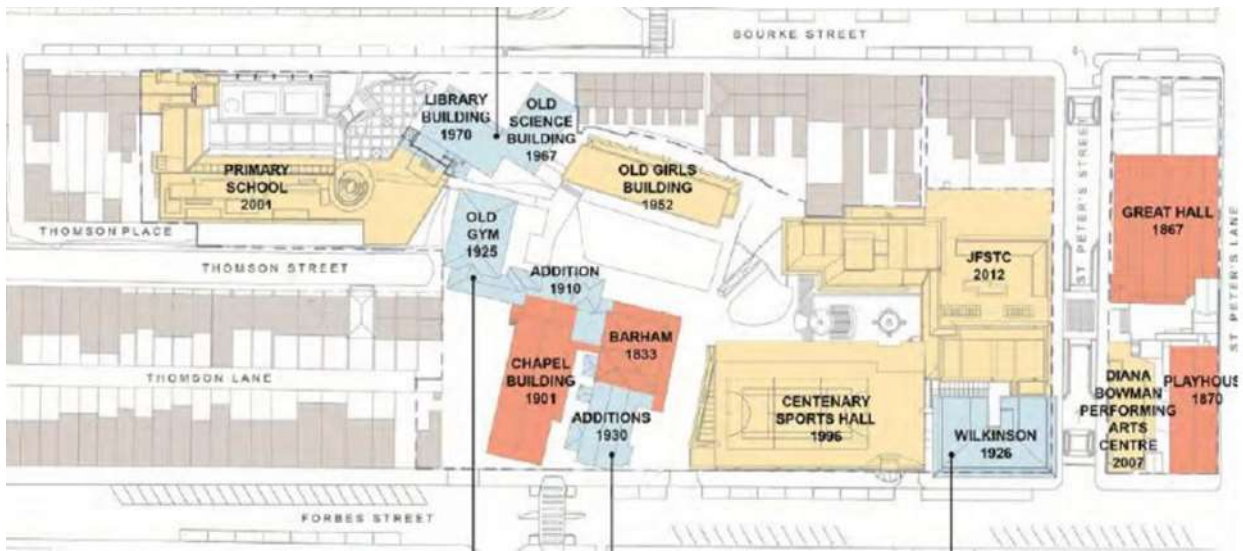 BOURKE STREET
LIBRARY
BUILDING
1970
OLD
SCIENCE
BUILDING
1967
PRIMARY
SCHOOL
2001
OLD GIRLS
BUILDING
1952
THOMSON PLACE
THOMSON STREET
OLD
GYM
1925
ADDITION
1910
JFSTC
2012
ST PETER'S STREET
GREAT HALL
1867
ST PETER'S LANE
BARHAM
1833
CHAPEL
BUILDING
1901
THOMSON LANE
ADDITIONS
1930
CENTENARY
SPORTS HALL
1996
WILKINSON
1926
DIANA
BOWMAN
PERFORMING
ARTS
CENTRE
2007
PLAYHOUS
1870
FORBES STREET